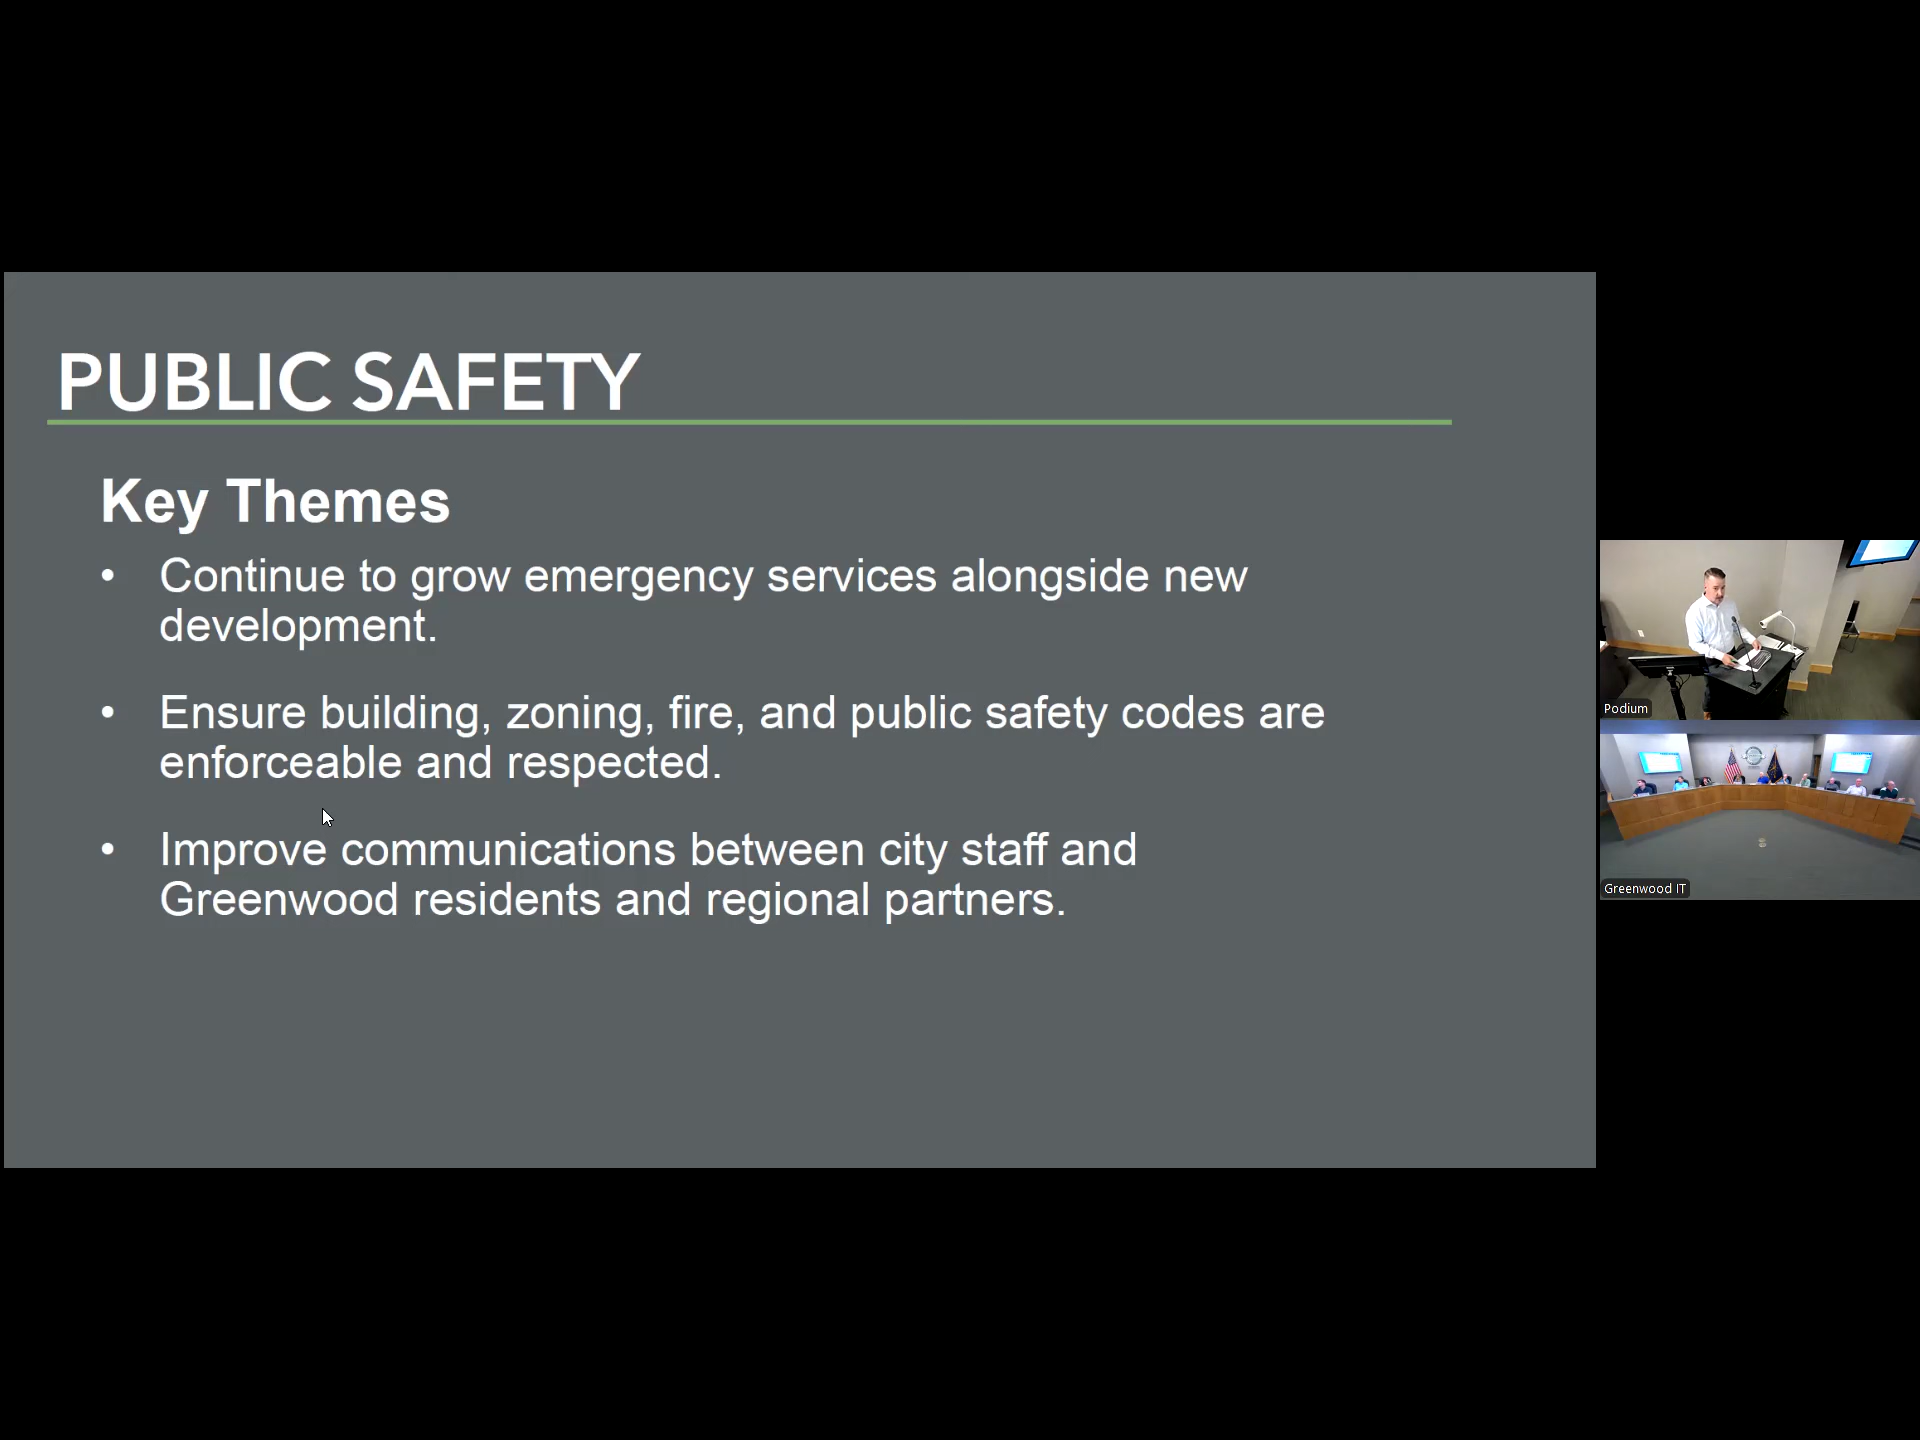 PUBLIC SAFETY
Key Themes
• Continue to grow emergency services alongside new
development.
• Ensure building, zoning, fire, and public safety codes are
enforceable and respected.
• Improve communications between city staff and
Greenwood residents and regional partners.
Podium
Greenwood IT